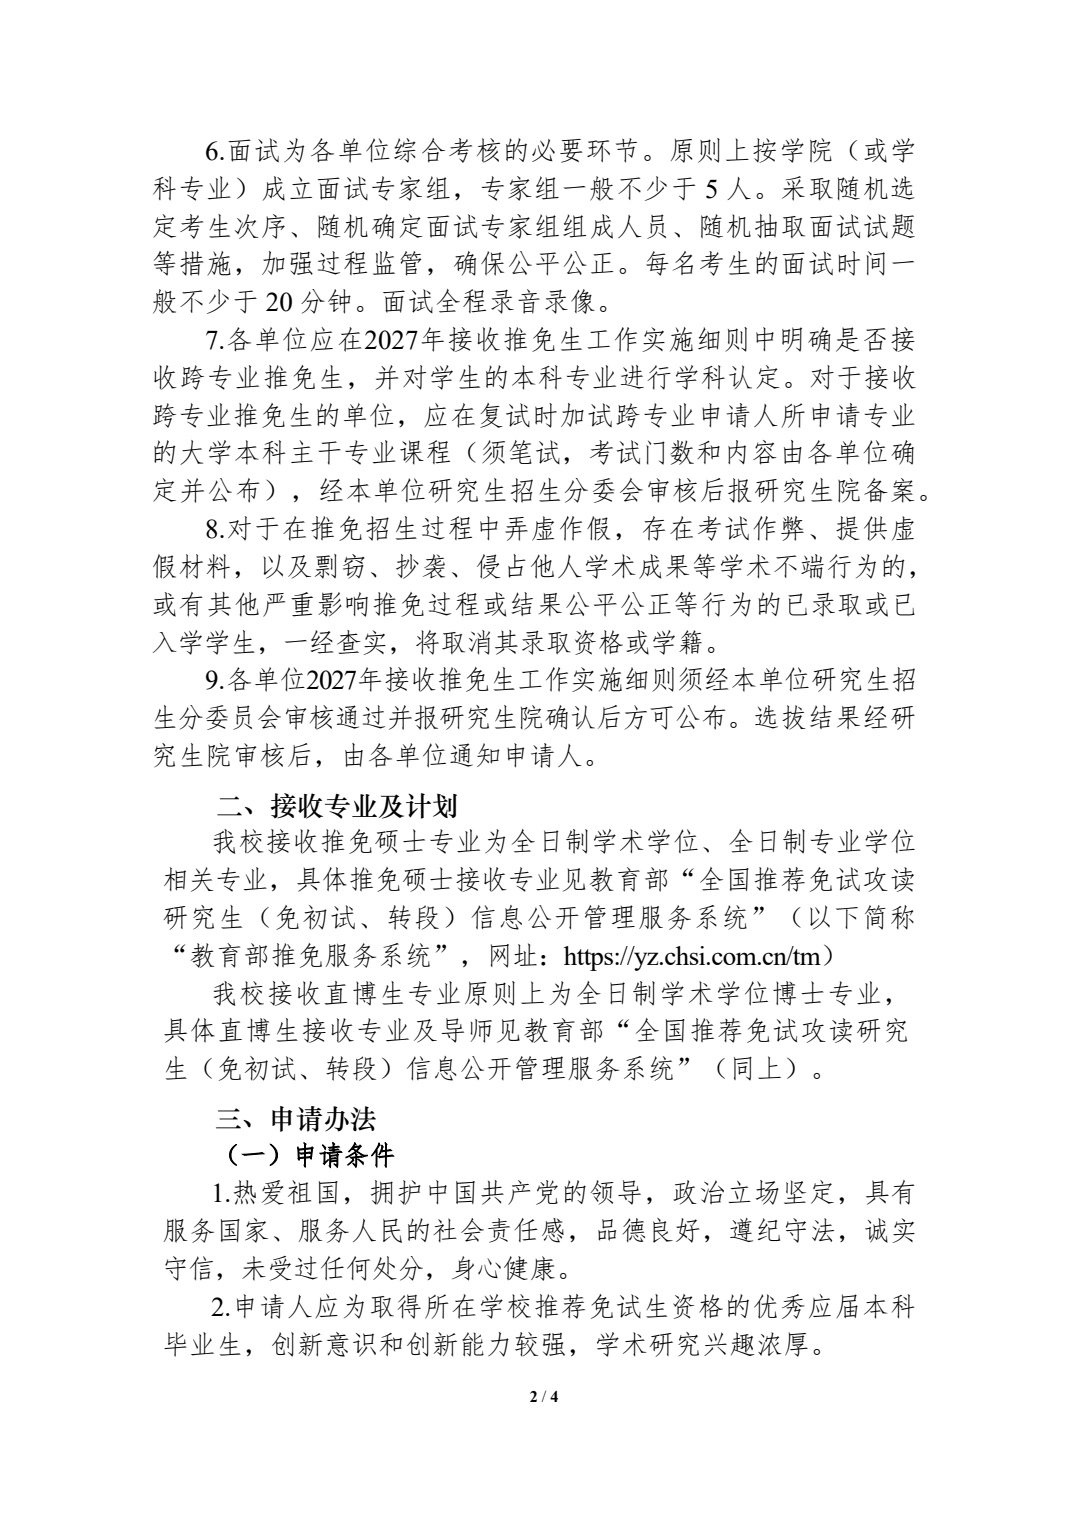 6.面试为各单位综合考核的必要环节。原则上按学院（或学
科专业）成立面试专家组，专家组一般不少于 5 人。采取随机选
定考生次序、随机确定面试专家组组成人员、随机抽取面试试题
等措施，加强过程监管，确保公平公正。每名考生的面试时间一
般不少于 20 分钟。面试全程录音录像。
7.各单位应在2027年接收推免生工作实施细则中明确是否接
收跨专业推免生，并对学生的本科专业进行学科认定。对于接收
跨专业推免生的单位，应在复试时加试跨专业申请人所申请专业
的大学本科主干专业课程（须笔试，考试门数和内容由各单位确
定并公布），经本单位研究生招生分委会审核后报研究生院备案。
8.对于在推免招生过程中弄虚作假，存在考试作弊、提供虚
假材料，以及剽窃、抄袭、侵占他人学术成果等学术不端行为的，
或有其他严重影响推免过程或结果公平公正等行为的已录取或已
入学学生，一经查实，将取消其录取资格或学籍。
9.各单位2027年接收推免生工作实施细则须经本单位研究生招
生分委员会审核通过并报研究生院确认后方可公布。选拔结果经研
究生院审核后，由各单位通知申请人。
二、接收专业及计划
我校接收推免硕士专业为全日制学术学位、全日制专业学位
相关专业，具体推免硕士接收专业见教育部“全国推荐免试攻读
研究生（免初试、转段）信息公开管理服务系统”（以下简称
“教育部推免服务系统”，网址：https://yz.chsi.com.cn/tm）
我校接收直博生专业原则上为全日制学术学位博士专业，
具体直博生接收专业及导师见教育部“全国推荐免试攻读研究
生（免初试、转段）信息公开管理服务系统”（同上）。
三、申请办法
（一）申请条件
1.热爱祖国，拥护中国共产党的领导，政治立场坚定，具有
服务国家、服务人民的社会责任感，品德良好，遵纪守法，诚实
守信，未受过任何处分，身心健康。
2.申请人应为取得所在学校推荐免试生资格的优秀应届本科
毕业生，创新意识和创新能力较强，学术研究兴趣浓厚。
2 / 4